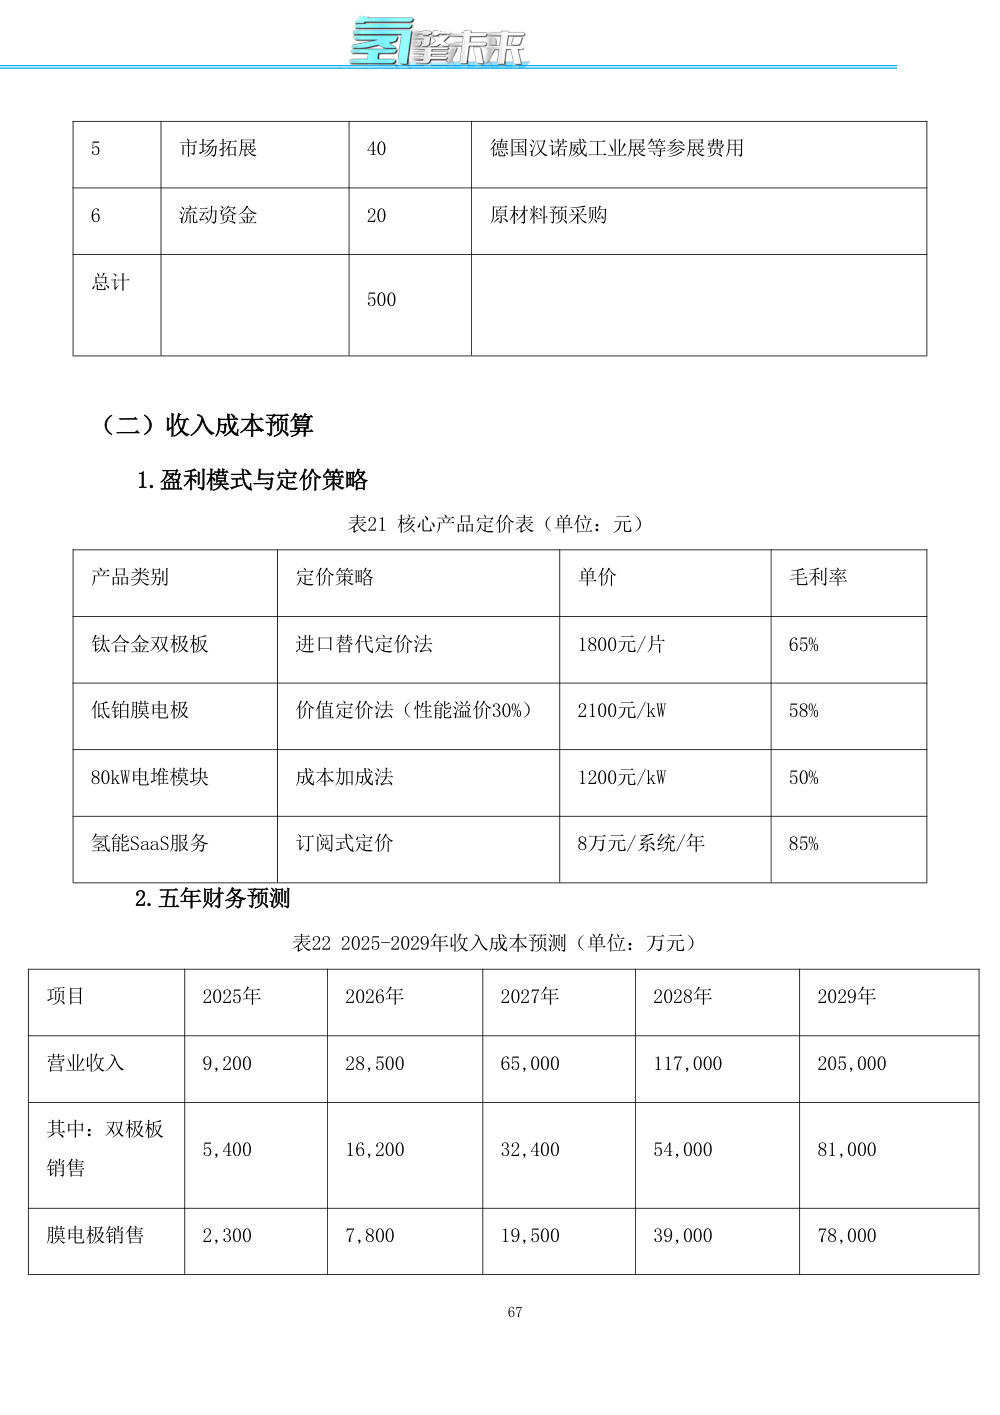 氢擎未来
5 市场拓展 40 德国汉诺威工业展等参展费用
6 流动资金 20 原材料预采购
总计 500
（二）收入成本预算
1.盈利模式与定价策略
表21 核心产品定价表（单位：元）
产品类别 定价策略 单价 毛利率
钛合金双极板 进口替代定价法 1800元/片 65%
低铂膜电极 价值定价法（性能溢价30%） 2100元/kW 58%
80kW电堆模块 成本加成法 1200元/kW 50%
氢能SaaS服务 订阅式定价 8万元/系统/年 85%
2.五年财务预测
表22 2025-2029年收入成本预测（单位：万元）
项目 2025年 2026年 2027年 2028年 2029年
营业收入 9,200 28,500 65,000 117,000 205,000
其中：双极板
销售 5,400 16,200 32,400 54,000 81,000
膜电极销售 2,300 7,800 19,500 39,000 78,000
67